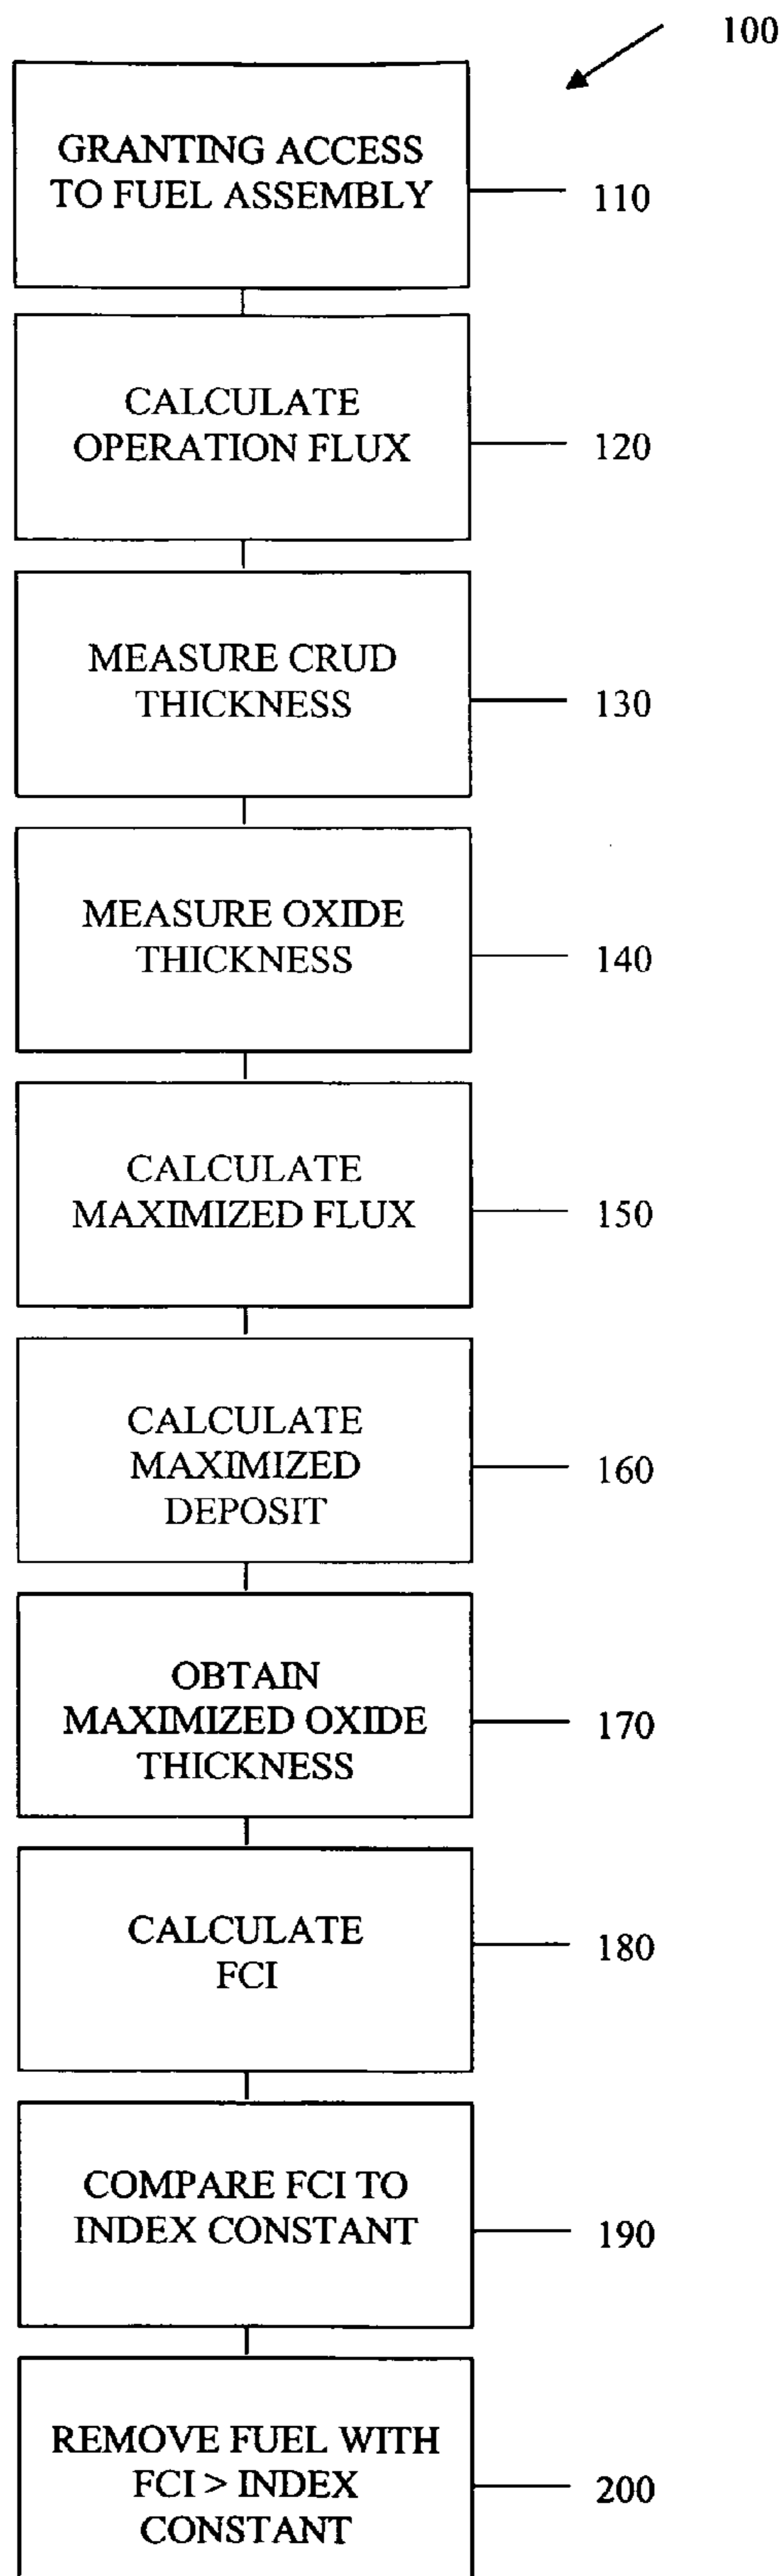 100
GRANTING ACCESS
TO FUEL ASSEMBLY
110
CALCULATE
OPERATION FLUX
120
MEASURE CRUD
THICKNESS
130
MEASURE OXIDE
THICKNESS
140
CALCULATE
MAXIMIZED FLUX
150
CALCULATE
MAXIMIZED
DEPOSIT
160
OBTAIN
MAXIMIZED OXIDE
THICKNESS
170
CALCULATE
FCI
180
COMPARE FCI TO
INDEX CONSTANT
190
REMOVE FUEL WITH
FCI > INDEX
CONSTANT
200